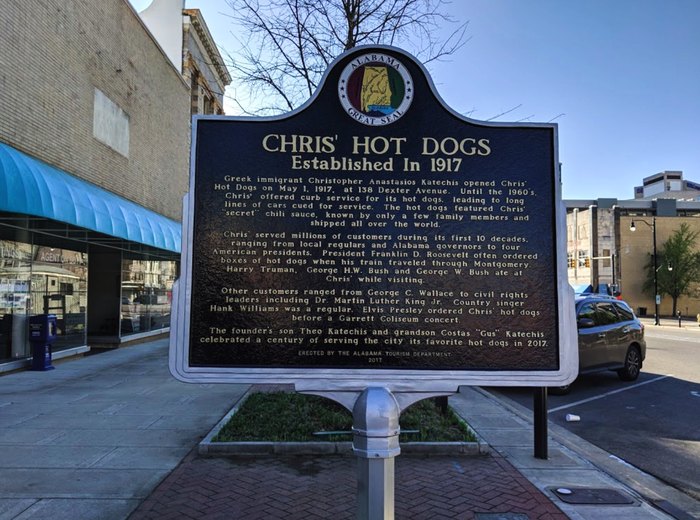 ALABAMA
GREAT SEAL
CHRIS' HOT DOGS
Established In 1917
Greek immigrant Christopher Anastasios Katechis opened Chris'
Hot Dogs on May 1, 1917, at 138 Dexter Avenue. Until the 1960's,
Chris' offered curb service for its hot dogs, leading to long
lines of cars cued for service. The hot dogs featured Chris'
"secret" chili sauce, known by only a few family members and
shipped all over the world.
Chris' served millions of customers during its first 10 decades,
ranging from local regulars and Alabama governors to four
American presidents. President Franklin D. Roosevelt often ordered
boxes of hot dogs when his train traveled through Montgomery.
Harry Truman, George H.W. Bush and George W. Bush ate at
Chris' while visiting.
Other customers ranged from George C. Wallace to civil rights
leaders including Dr. Martin Luther King Jr. Country singer
Hank Williams was a regular. Elvis Presley ordered Chris' hot dogs
before a Garrett Coliseum concert.
The founder's son Theo Katechis and grandson Costas "Gus" Katechis
celebrated a century of serving the city its favorite hot dogs in 2017.
ERECTED BY THE ALABAMA TOURISM DEPARTMENT
2017
AGENT